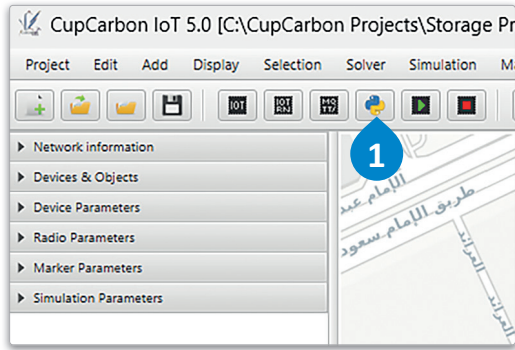 CupCarbon IoT 5.0 [C:\CupCarbon Projects\Storage Pr
Project Edit Add Display Selection Solver Simulation M
IOT IOT RN MQ TT
1
Network information
Devices & Objects
Device Parameters
Radio Parameters
Marker Parameters
Simulation Parameters
الإمام عبد
طريق الإمام سعود
العرائد
العرائد